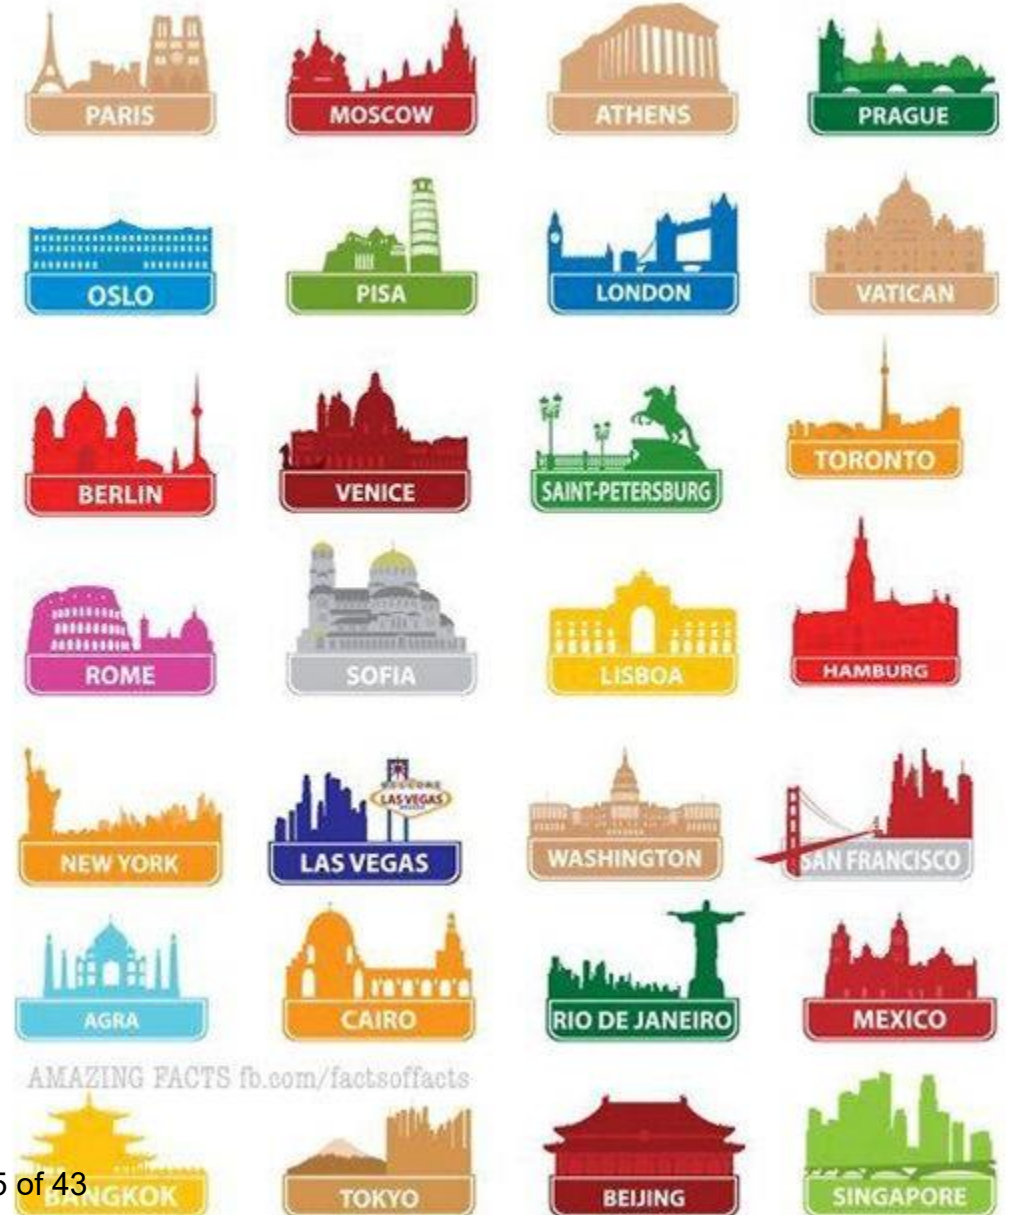 PARIS
MOSCOW
ATHENS
PRAGUE
OSLO
PISA
LONDON
VATICAN
BERLIN
VENICE
SAINT-PETERSBURG
TORONTO
ROME
SOFIA
LISBOA
HAMBURG
WELCOME
LAS VEGAS
NEW YORK
LAS VEGAS
WASHINGTON
SAN FRANCISCO
AGRA
CAIRO
RIO DE JANEIRO
MEXICO
AMAZING FACTS fb.com/factsoffacts
5 of 43
BANGKOK
TOKYO
BEIJING
SINGAPORE